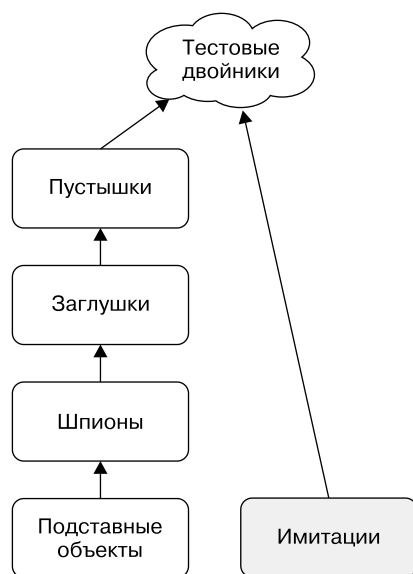 Тестовые
двойники
Пустышки
Заглушки
Шпионы
Подставные
объекты
Имитации